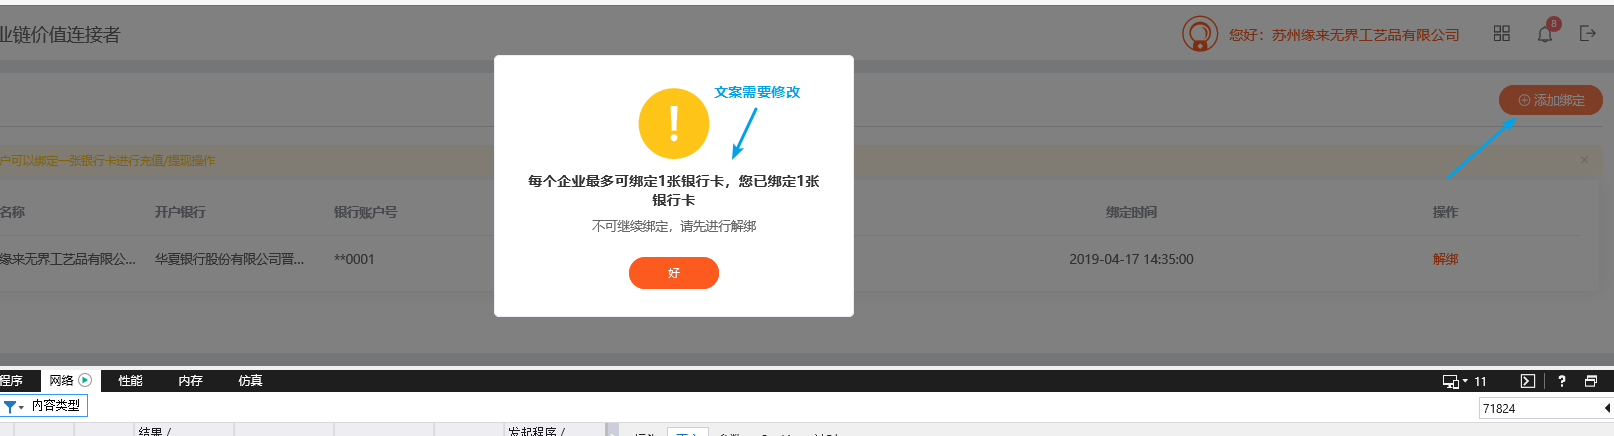 业链价值连接者
您好：苏州缘来无界工艺品有限公司
8
文案需要修改
添加绑定
户可以绑定一张银行卡进行充值/提现操作
×
每个企业最多可绑定1张银行卡，您已绑定1张
银行卡
不可继续绑定，请先进行解绑
好
名称 开户银行 银行账户号 绑定时间 操作
缘来无界工艺品有限公... 华夏银行股份有限公司晋... **0001 2019-04-17 14:35:00 解绑
程序 网络 性能 内存 仿真 11 ?
内容类型 71824
结果 / 发起程序 /